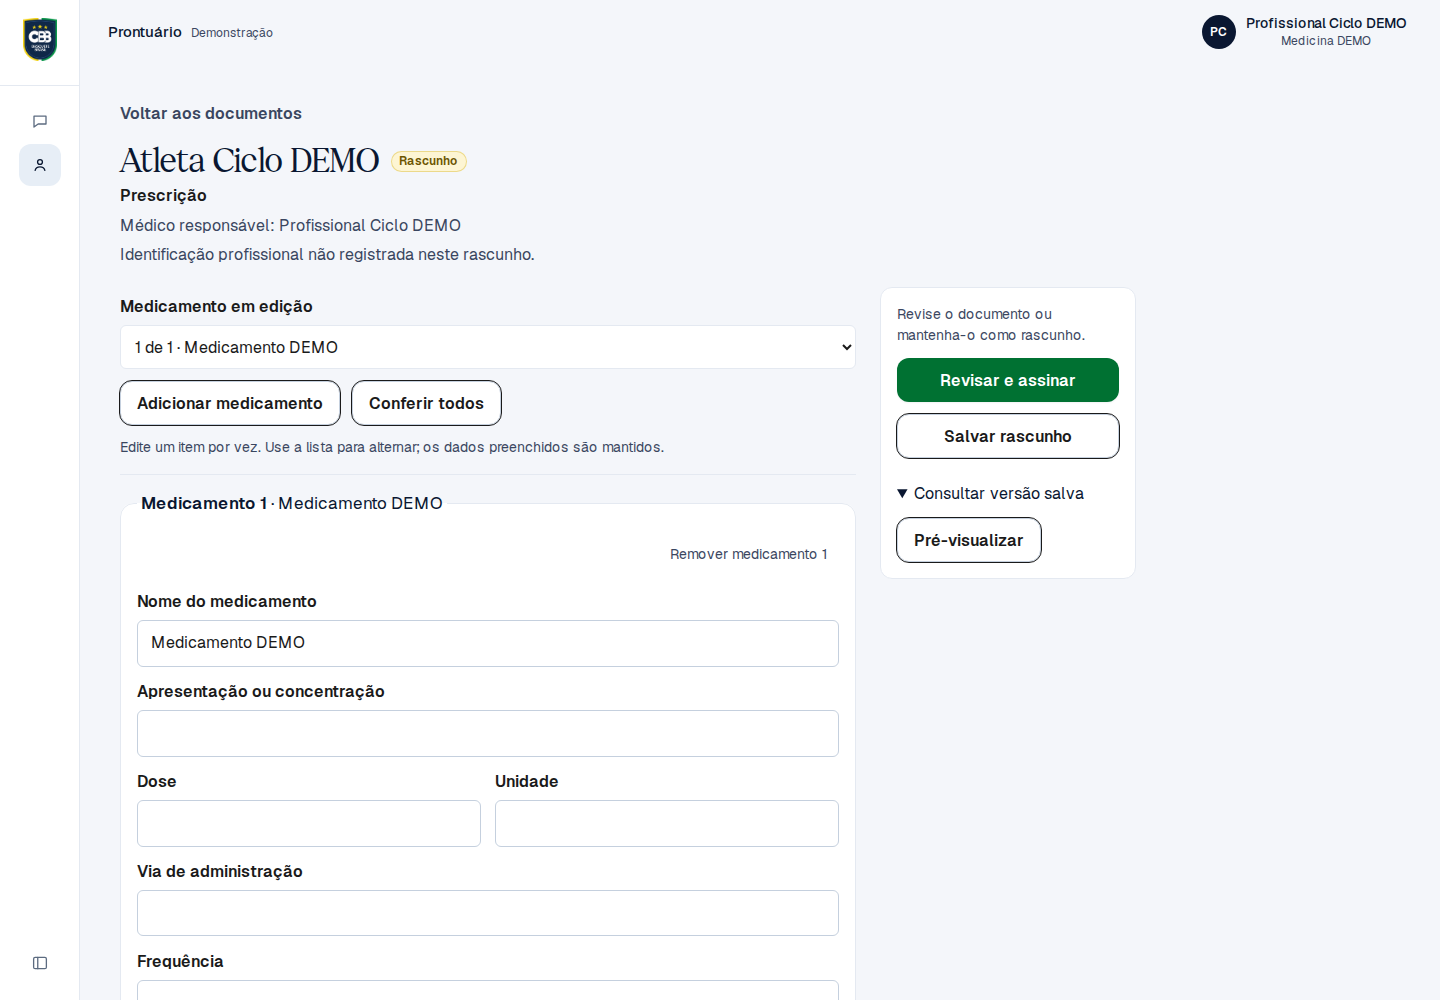 CBB
Prontuário Demonstração
PC
Profissional Ciclo DEMO
Medicina DEMO
Voltar aos documentos
Atleta Ciclo DEMO Rascunho
Prescrição
Médico responsável: Profissional Ciclo DEMO
Identificação profissional não registrada neste rascunho.
Medicamento em edição
1 de 1 · Medicamento DEMO
Adicionar medicamento Conferir todos
Edite um item por vez. Use a lista para alternar; os dados preenchidos são mantidos.
Medicamento 1 · Medicamento DEMO
Remover medicamento 1
Nome do medicamento
Medicamento DEMO
Apresentação ou concentração
Dose Unidade
Via de administração
Frequência
Revise o documento ou
mantenha-o como rascunho.
Revisar e assinar
Salvar rascunho
▼ Consultar versão salva
Pré-visualizar